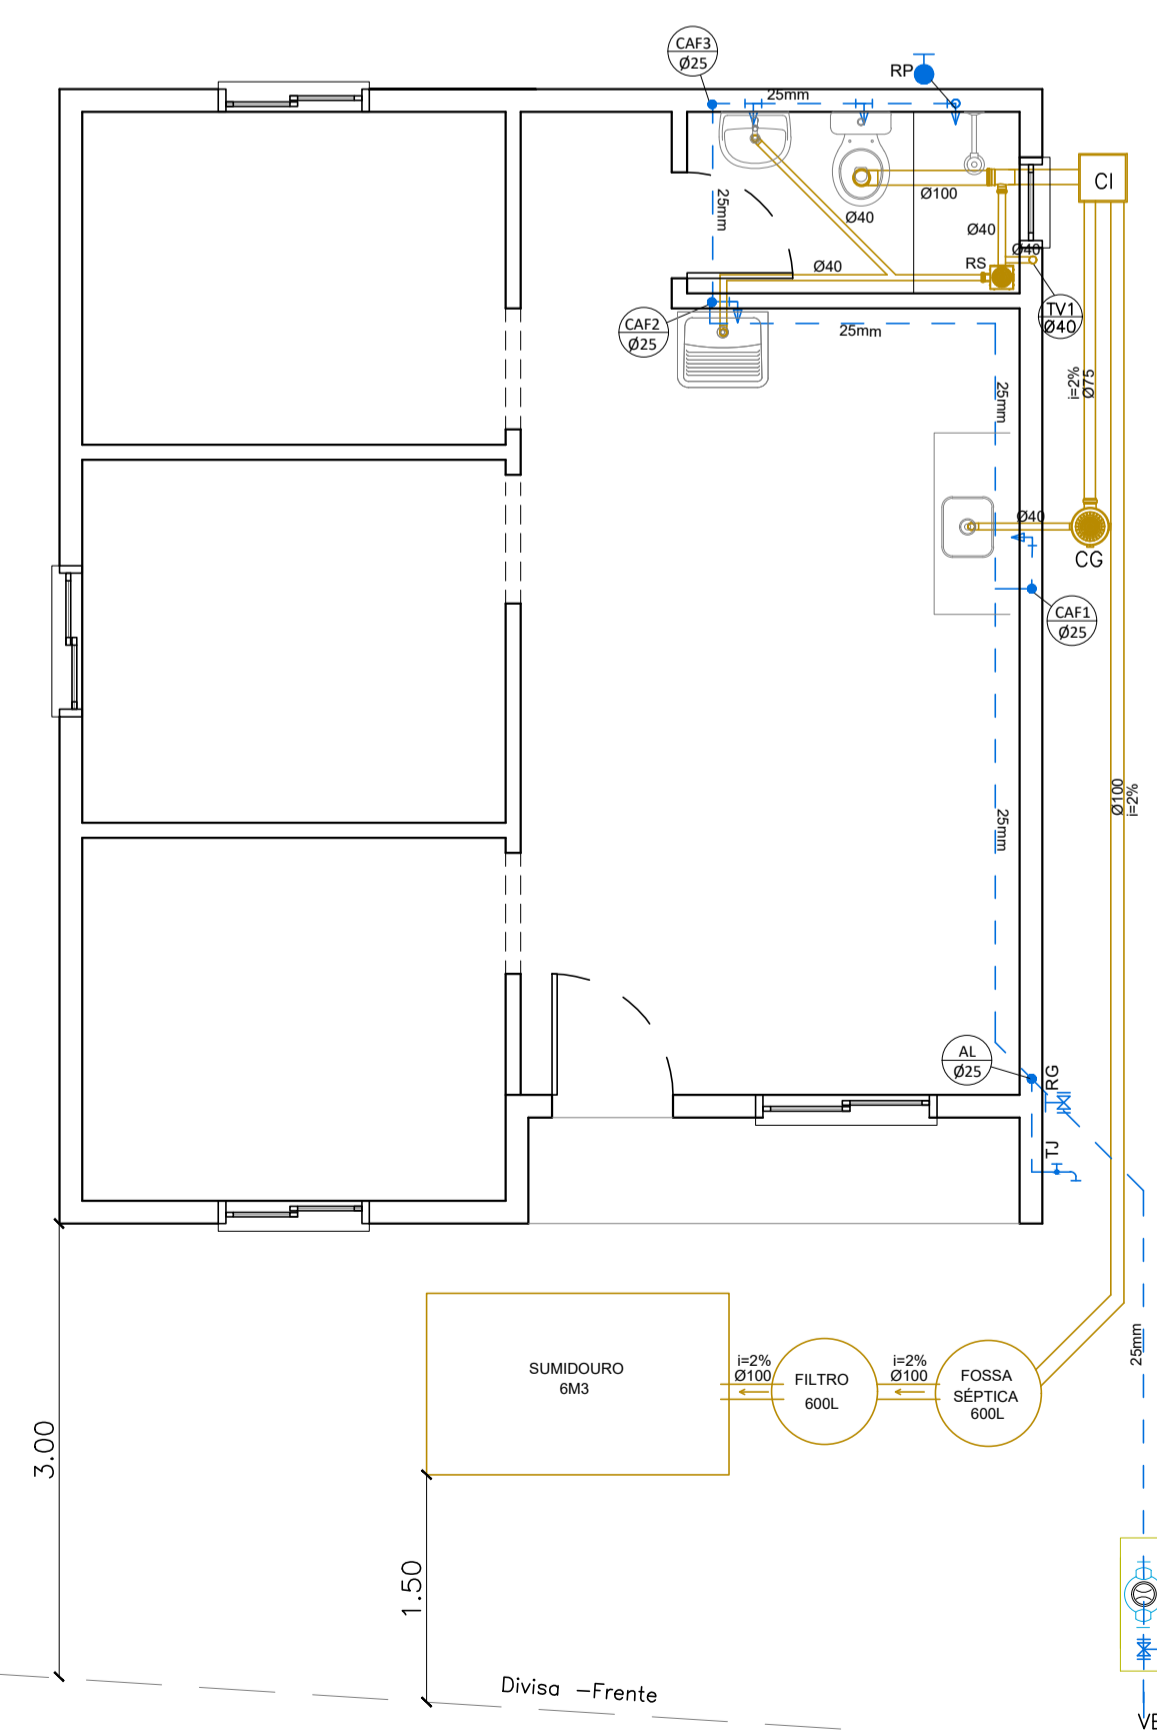 CAF3
Ø25
RP
25mm
CI
Ø100
25mm
Ø40
Ø40
Ø40
RS
Ø40
TV1
Ø40
CAF2
Ø25
25mm
i=2%
Ø75
25mm
Ø40
CG
CAF1
Ø25
Ø100
i=2%
25mm
AL
Ø25
RG
TJ
SUMIDOURO
6M3
i=2%
Ø100
FILTRO
600L
i=2%
Ø100
FOSSA
SÉPTICA
600L
25mm
3.00
1.50
Divisa -Frente